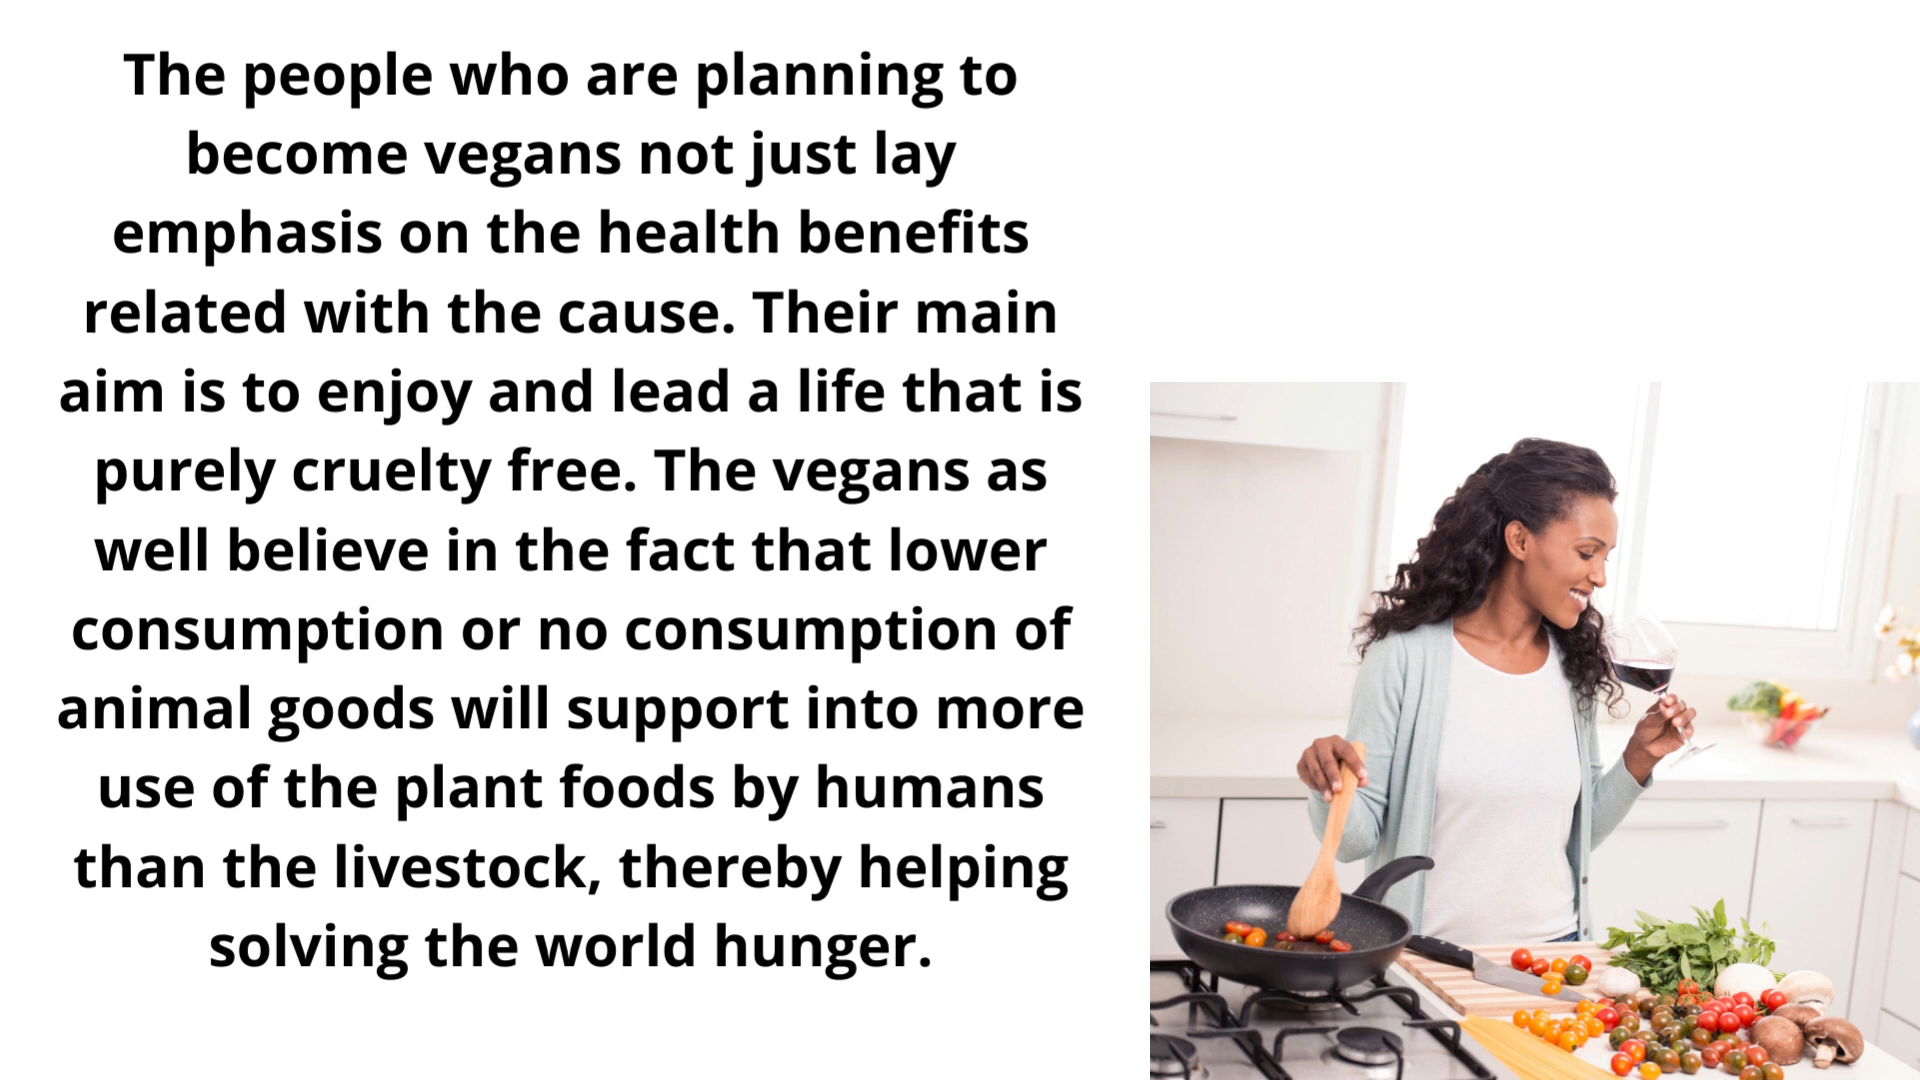 The people who are planning to
become vegans not just lay
emphasis on the health benefits
related with the cause. Their main
aim is to enjoy and lead a life that is
purely cruelty free. The vegans as
well believe in the fact that lower
consumption or no consumption of
animal goods will support into more
use of the plant foods by humans
than the livestock, thereby helping
solving the world hunger.